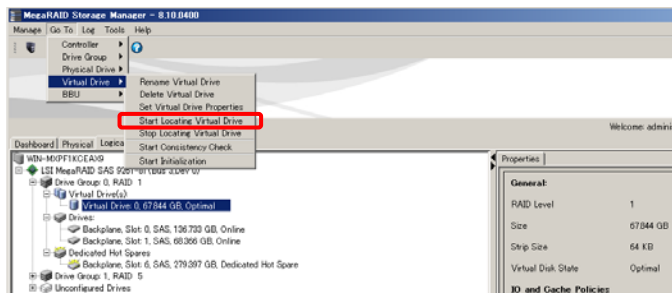 MegaRAID Storage Manager - 8.10.0400
Manage Go To Log Tools Help
Controller
Drive Group
Physical Drive
Virtual Drive
BBU
Rename Virtual Drive
Delete Virtual Drive
Set Virtual Drive Properties
Start Locating Virtual Drive
Stop Locating Virtual Drive
Start Consistency Check
Start Initialization
Welcome: admini
Dashboard Physical Logica
WIN-MXPF1KCEAX9
LSI MegaRAID SAS 9261-8i (Bus 3,Dev 0)
Drive Group: 0, RAID 1
Virtual Drive(s):
Virtual Drive: 0, 67.844 GB, Optimal
Drives:
Backplane, Slot: 0, SAS, 136.733 GB, Online
Backplane, Slot: 1, SAS, 68.366 GB, Online
Dedicated Hot Spares
Backplane, Slot: 6, SAS, 279.397 GB, Dedicated Hot Spare
Drive Group: 1, RAID 5
Unconfigured Drives
Properties
General:
RAID Level 1
Size 67.844 GB
Strip Size 64 KB
Virtual Disk State Optimal
IO and Cache Policies